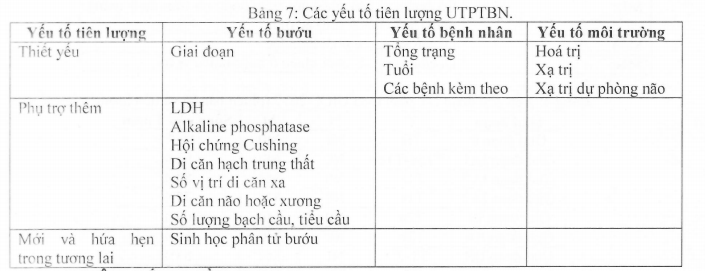 Bảng 7: Các yếu tố tiên lượng UTPTBN.
Yếu tố tiên lượng Yếu tố bướu Yếu tố bệnh nhân Yếu tố môi trường
Thiết yếu Giai đoạn Tổng trạng Hoá trị
Tuổi Xạ trị
Các bệnh kèm theo Xạ trị dự phòng não
Phụ trợ thêm LDH
Alkaline phosphatase
Hội chứng Cushing
Di căn hạch trung thất
Số vị trí di căn xa
Di căn não hoặc xương
Số lượng bạch cầu, tiểu cầu
Mới và hứa hẹn Sinh học phân tử bướu
trong tương lai